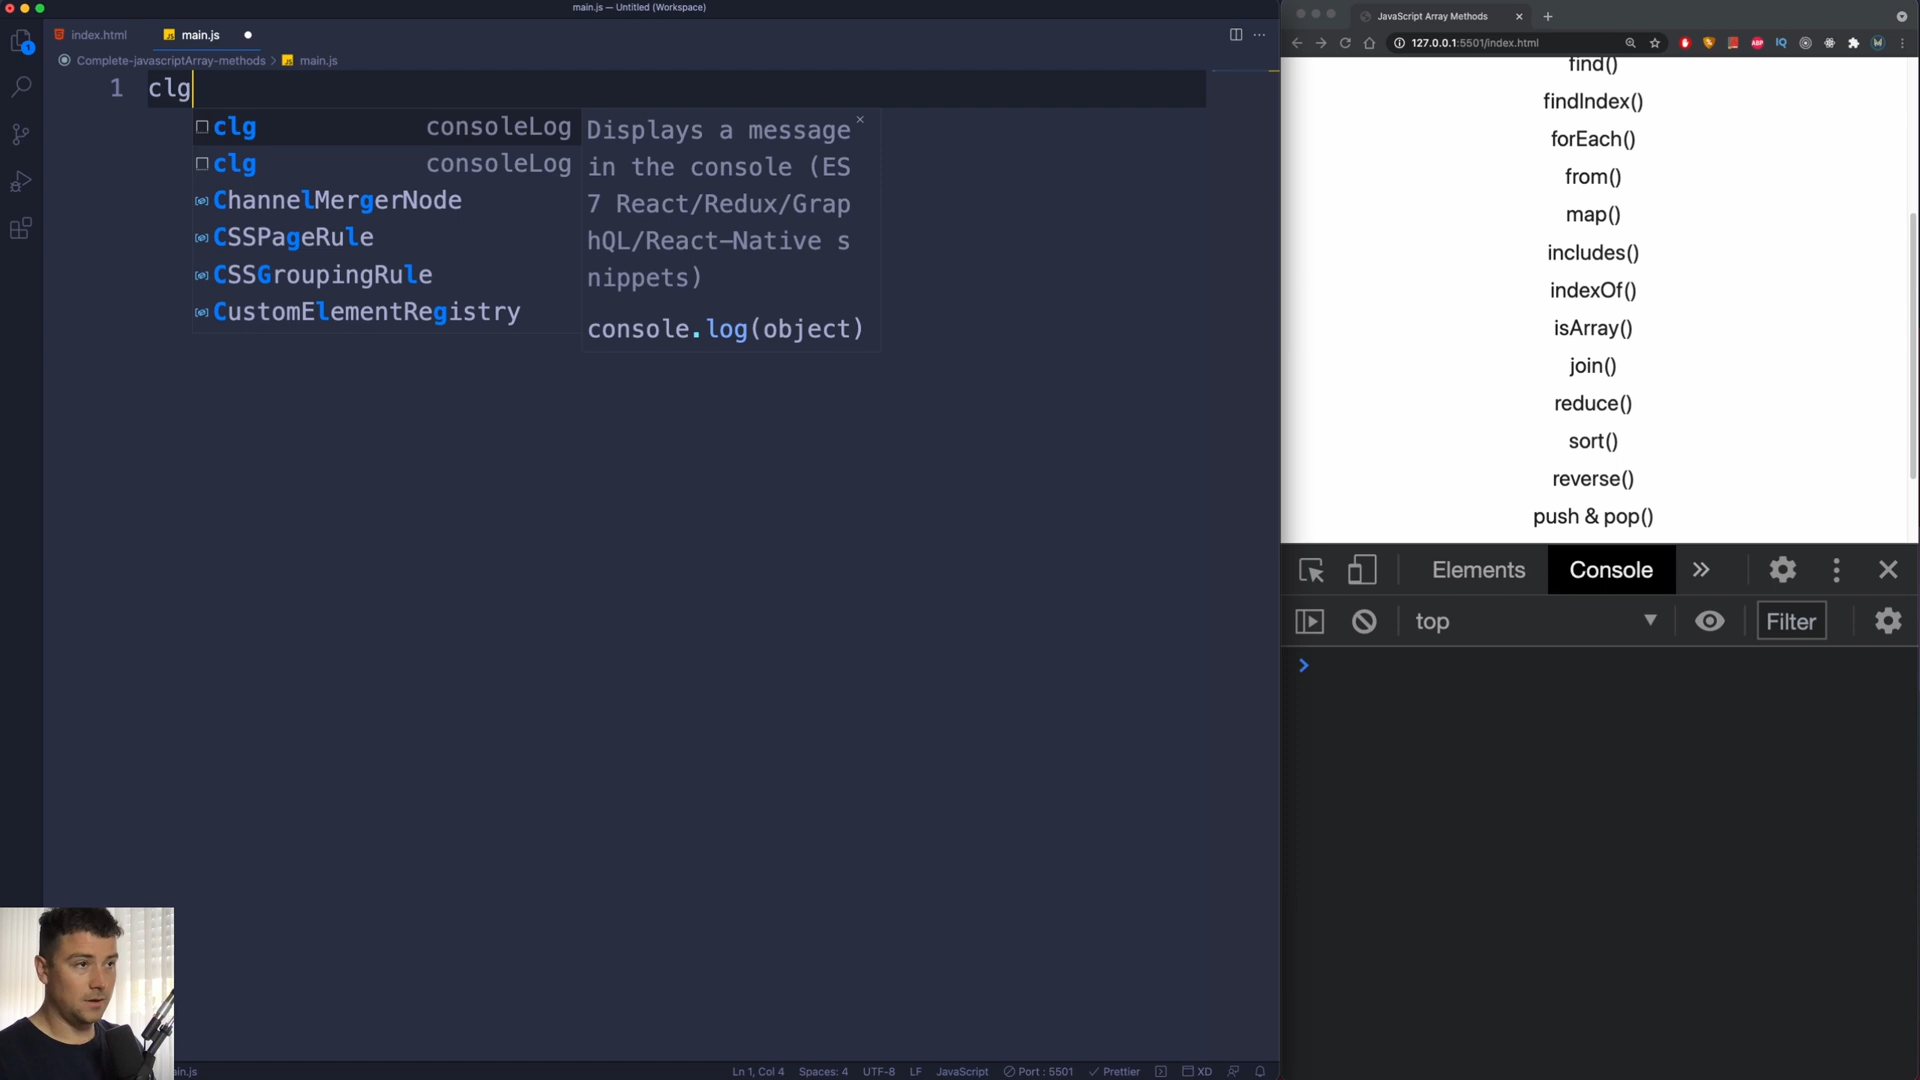 main.js — Untitled (Workspace)
index.html
main.js
Complete-javascriptArray-methods > main.js
1 clg
clg consoleLog
clg consoleLog
ChannelMergerNode
CSSPageRule
CSSGroupingRule
CustomElementRegistry
Displays a message
in the console (ES
7 React/Redux/Grap
hQL/React-Native s
nippets)
console.log(object)
Ln 1, Col 4 Spaces: 4 UTF-8 LF JavaScript Port : 5501 Prettier XD
JavaScript Array Methods
127.0.0.1:5501/index.html
ABP
IQ
find()
findIndex()
forEach()
from()
map()
includes()
indexOf()
isArray()
join()
reduce()
sort()
reverse()
push & pop()
Elements Console
top Filter